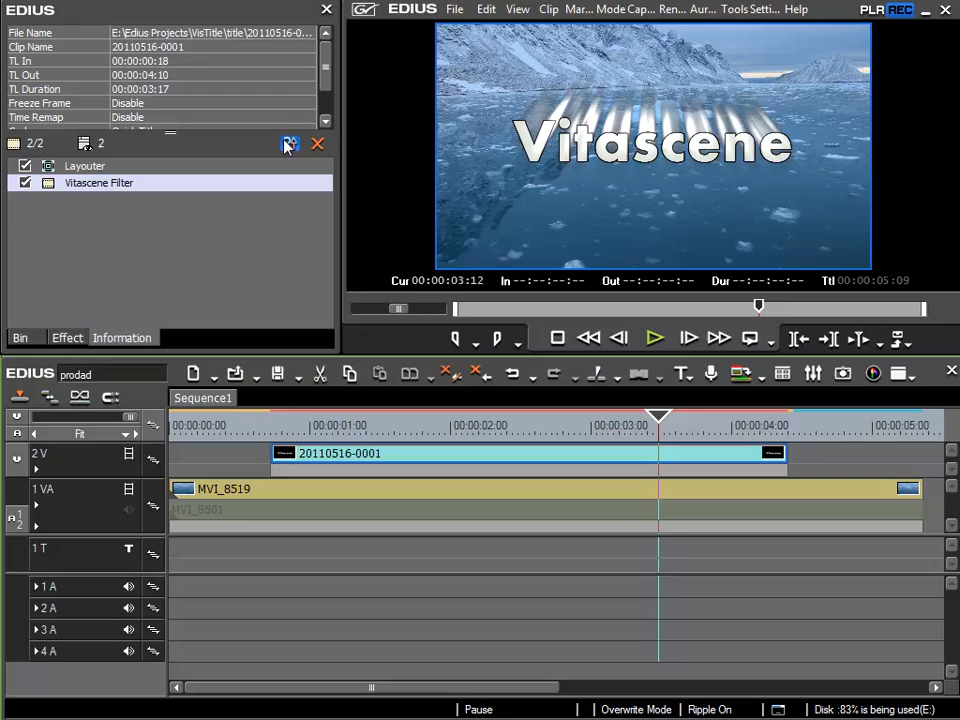 EDIUS
File Name E:\Edius Projects\VisTitle\title\20110516-0...
Clip Name 20110516-0001
TL In 00:00:00:18
TL Out 00:00:04:10
TL Duration 00:00:03:17
Freeze Frame Disable
Time Remap Disable
2/2 2
Layouter
Vitascene Filter
Bin Effect Information
EDIUS File Edit View Clip Mar... Mode Cap... Ren... Aur... Tools Setti... Help PLR REC
Vitascene
Cur 00:00:03:12 In --:--:--:-- Out --:--:--:-- Dur --:--:--:-- Ttl 00:00:05:09
EDIUS prodad
Sequence1
Fit 00:00:00:00 00:00:01:00 00:00:02:00 00:00:03:00 00:00:04:00 00:00:05:00
2 V 20110516-0001
1 VA MVI_8519
MVI_8501
A 1
2
1 T T
1 A
2 A
3 A
4 A
Pause Overwrite Mode Ripple On Disk :83% is being used(E:)